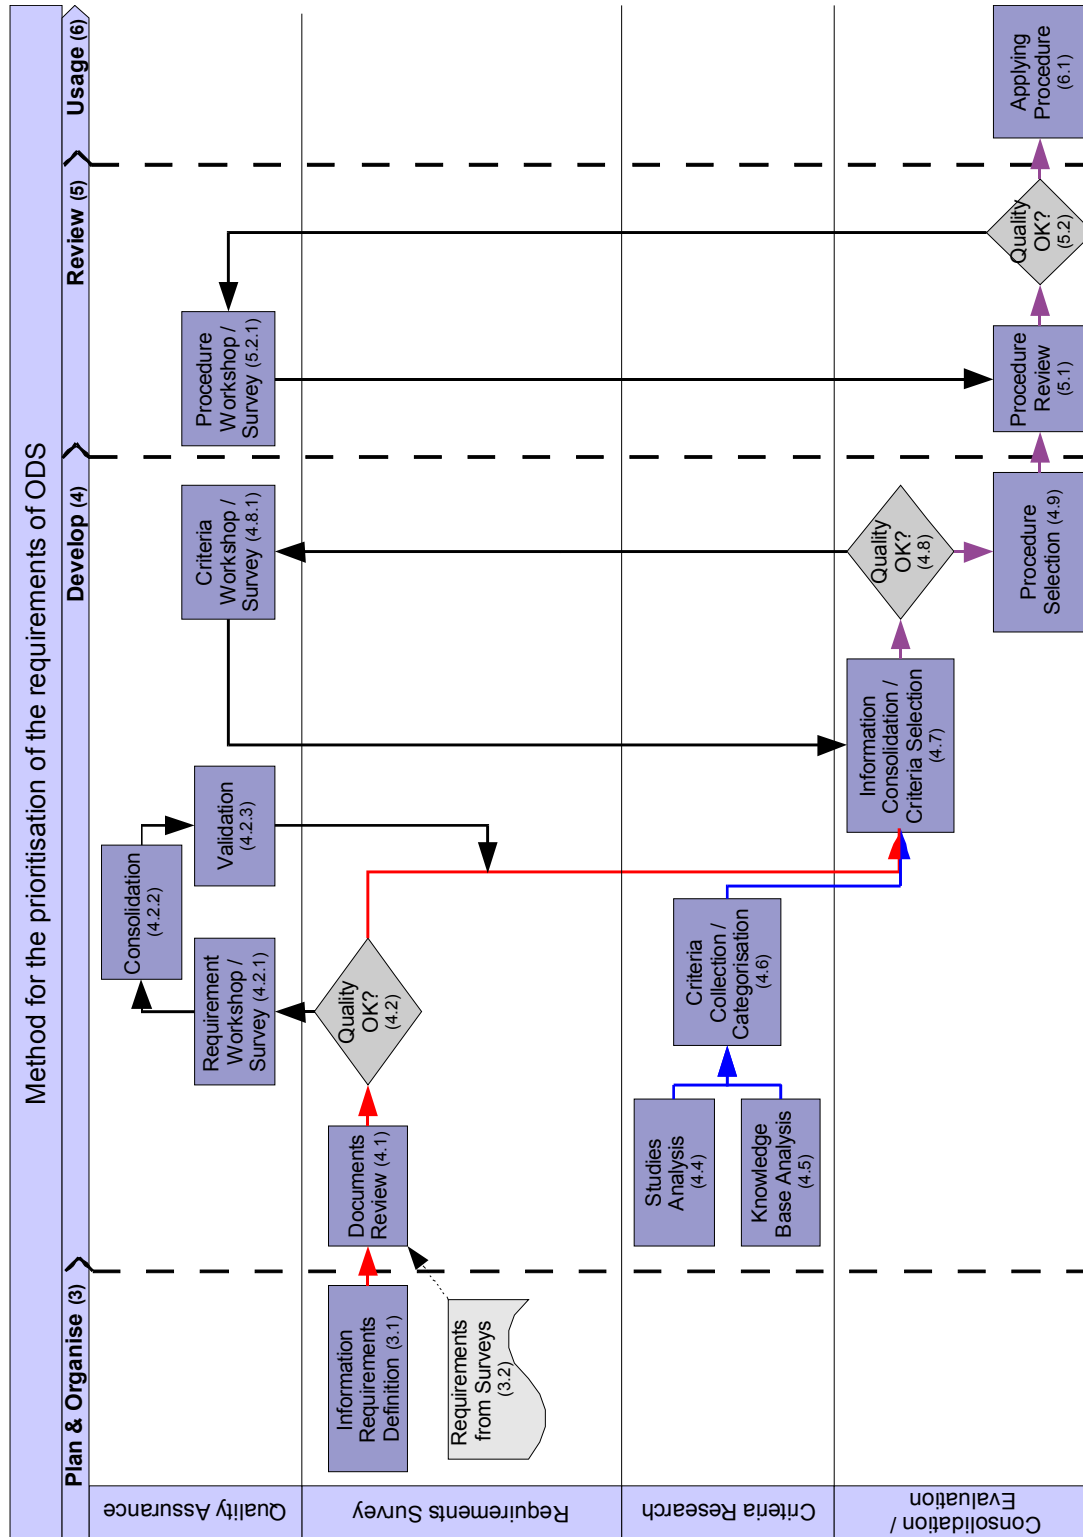 Method for the prioritisation of the requirements of ODS
Plan & Organise (3)
Develop (4)
Review (5)
Usage (6)
Quality Assurance
Requirement
Workshop /
Survey (4.2.1)
Consolidation
(4.2.2)
Validation
(4.2.3)
Criteria
Workshop /
Survey (4.8.1)
Procedure
Workshop /
Survey (5.2.1)
Requirements Survey
Information
Requirements
Definition (3.1)
Requirements
from Surveys
(3.2)
Documents
Review (4.1)
Quality
OK?
(4.2)
Criteria Research
Studies
Analysis
(4.4)
Knowledge
Base Analysis
(4.5)
Criteria
Collection /
Categorisation
(4.6)
Consolidation /
Evaluation
Information
Consolidation /
Criteria Selection
(4.7)
Quality
OK?
(4.8)
Procedure
Selection (4.9)
Procedure
Review
(5.1)
Quality
OK?
(5.2)
Applying
Procedure
(6.1)